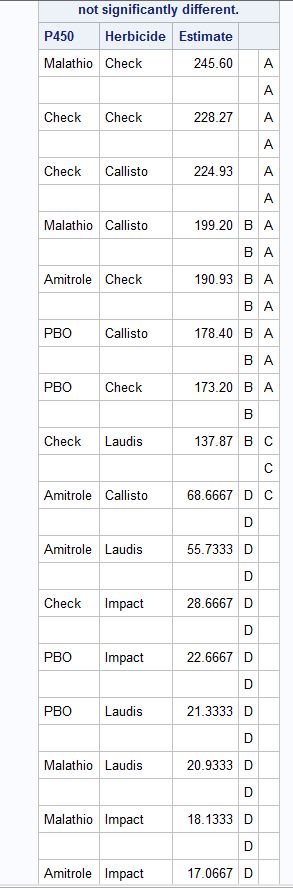 not significantly different.
P450 Herbicide Estimate
Malathio Check 245.60 A
A
Check Check 228.27 A
A
Check Callisto 224.93 A
A
Malathio Callisto 199.20 B A
B A
Amitrole Check 190.93 B A
B A
PBO Callisto 178.40 B A
B A
PBO Check 173.20 B A
B
Check Laudis 137.87 B C
C
Amitrole Callisto 68.6667 D C
D
Amitrole Laudis 55.7333 D
D
Check Impact 28.6667 D
D
PBO Impact 22.6667 D
D
PBO Laudis 21.3333 D
D
Malathio Laudis 20.9333 D
D
Malathio Impact 18.1333 D
D
Amitrole Impact 17.0667 D